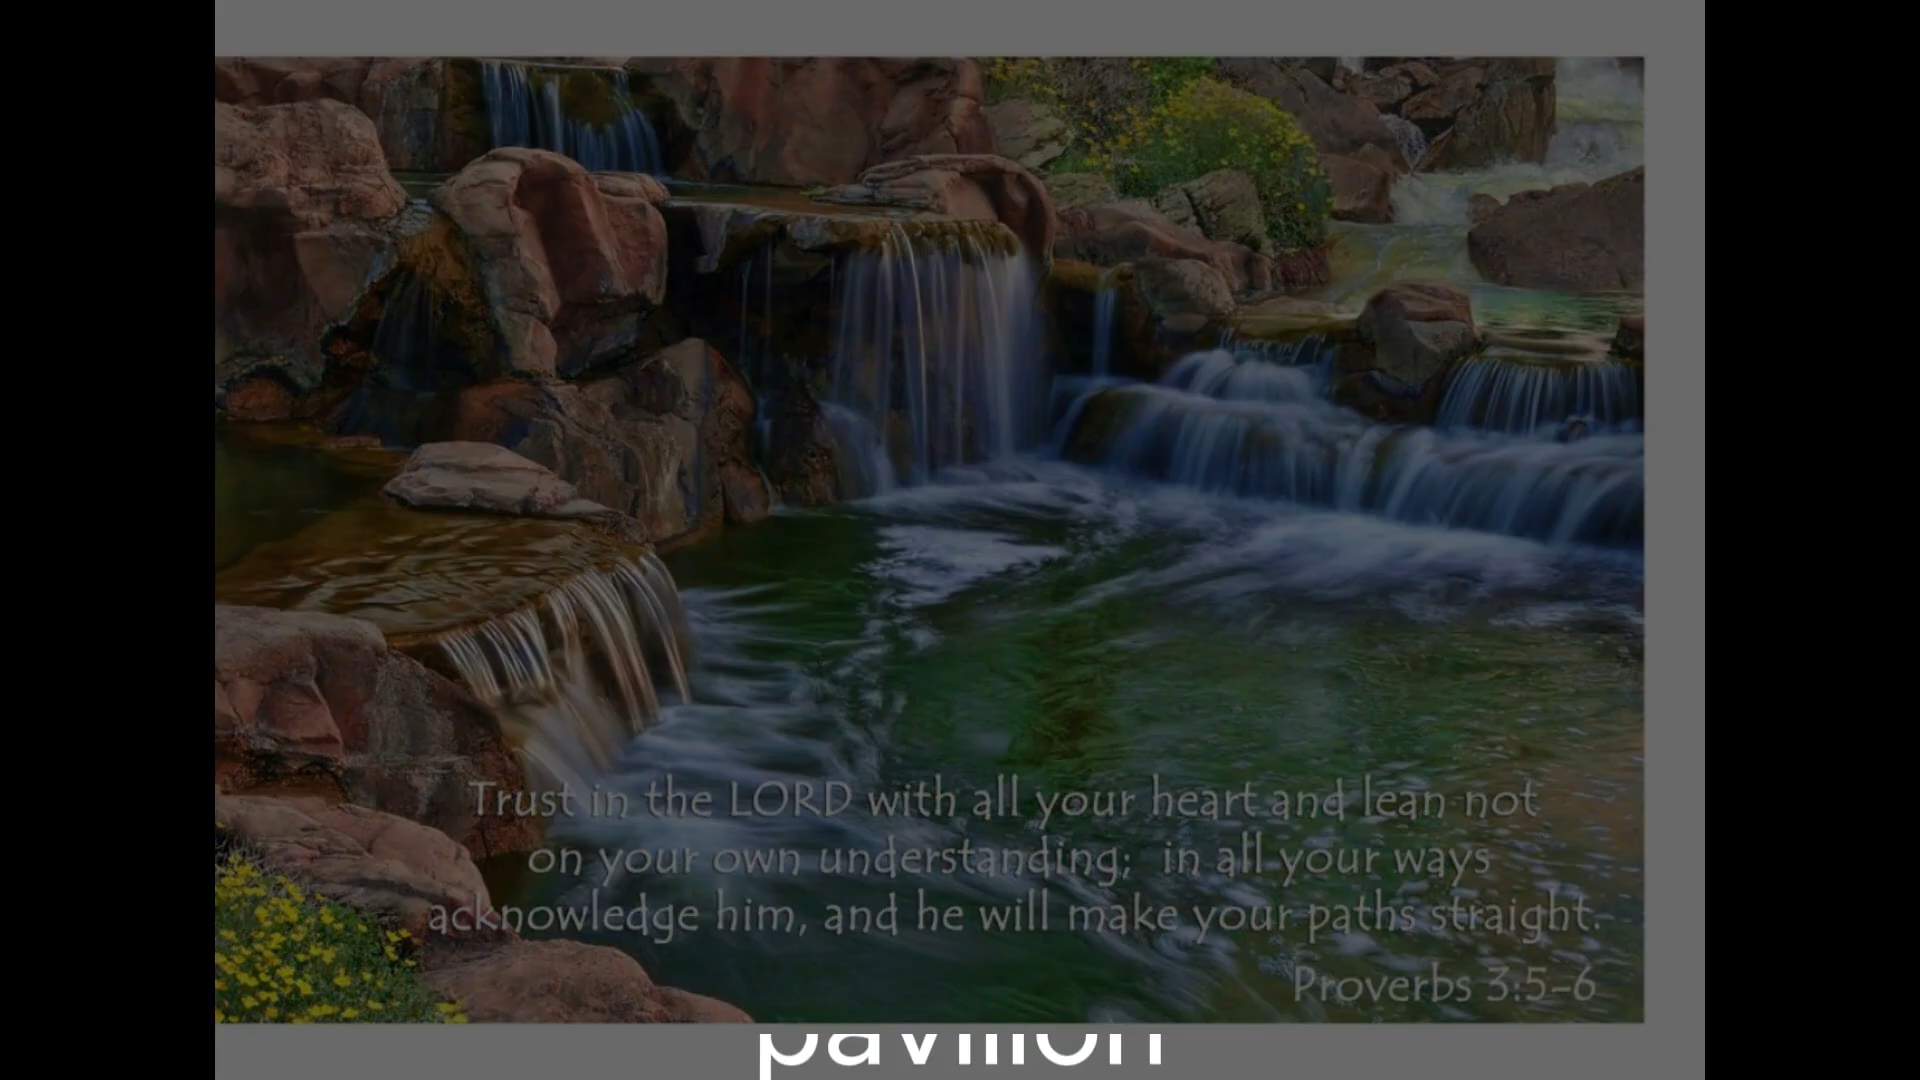 Trust in the LORD with all your heart and lean not
on your own understanding; in all your ways
acknowledge him, and he will make your paths straight.
Proverbs 3:5-6
pavilion